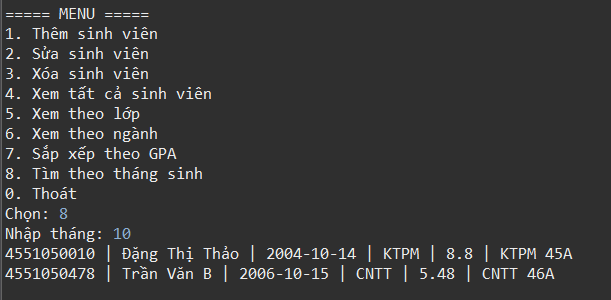 ===== MENU =====
1. Thêm sinh viên
2. Sửa sinh viên
3. Xóa sinh viên
4. Xem tất cả sinh viên
5. Xem theo lớp
6. Xem theo ngành
7. Sắp xếp theo GPA
8. Tìm theo tháng sinh
0. Thoát
Chọn: 8
Nhập tháng: 10
4551050010 | Đặng Thị Thảo | 2004-10-14 | KTPM | 8.8 | KTPM 45A
4551050478 | Trần Văn B | 2006-10-15 | CNTT | 5.48 | CNTT 46A